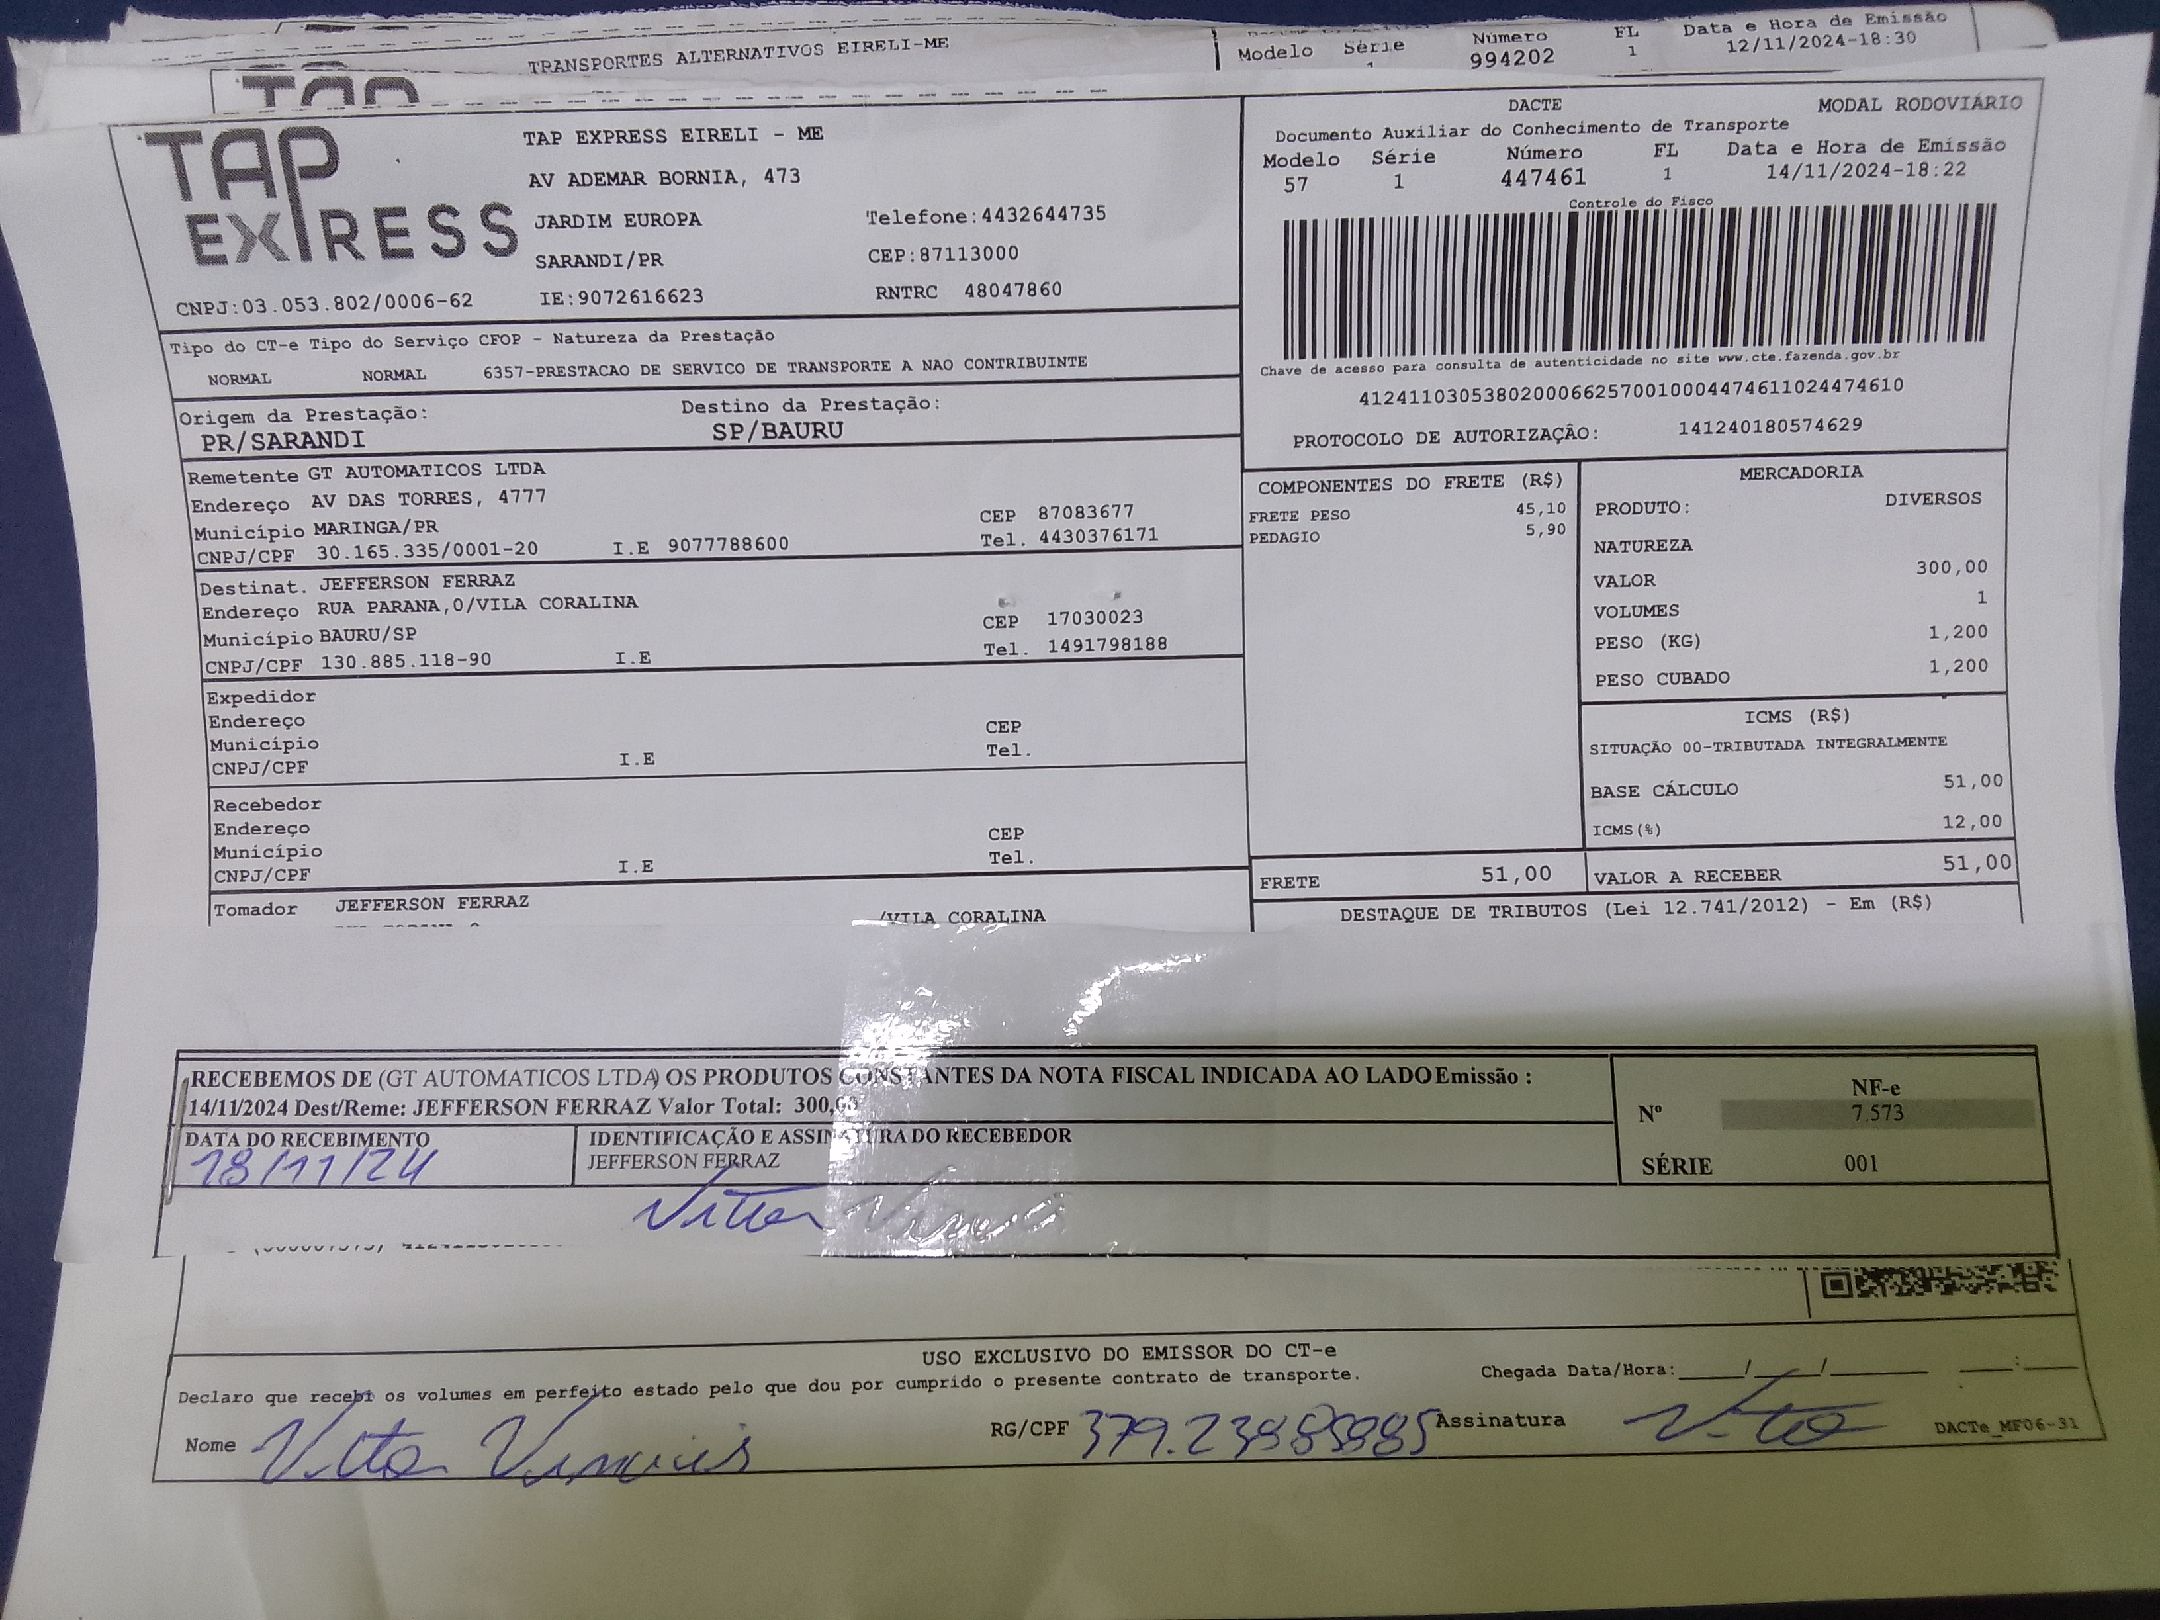 TRANSPORTES ALTERNATIVOS EIRELI-ME
Modelo Série Número FL Data e Hora de Emissão
994202 1 12/11/2024-18:30
TAP
EXPRESS
TAP EXPRESS EIRELI - ME
AV ADEMAR BORNIA, 473
JARDIM EUROPA Telefone:4432644735
SARANDI/PR CEP:87113000
CNPJ:03.053.802/0006-62 IE:9072616623 RNTRC 48047860
DACTE MODAL RODOVIÁRIO
Documento Auxiliar do Conhecimento de Transporte
Modelo Série Número FL Data e Hora de Emissão
57 1 447461 1 14/11/2024-18:22
Controle do Fisco
Chave de acesso para consulta de autenticidade no site www.cte.fazenda.gov.br
41241103053802000662570010004474611024474610
PROTOCOLO DE AUTORIZAÇÃO: 141240180574629
Tipo do CT-e Tipo do Serviço CFOP - Natureza da Prestação
NORMAL NORMAL 6357-PRESTACAO DE SERVICO DE TRANSPORTE A NAO CONTRIBUINTE
Origem da Prestação: Destino da Prestação:
PR/SARANDI SP/BAURU
Remetente GT AUTOMATICOS LTDA
Endereço AV DAS TORRES, 4777
Município MARINGA/PR CEP 87083677
CNPJ/CPF 30.165.335/0001-20 I.E 9077788600 Tel. 4430376171
Destinat. JEFFERSON FERRAZ
Endereço RUA PARANA,0/VILA CORALINA
Município BAURU/SP CEP 17030023
CNPJ/CPF 130.885.118-90 I.E Tel. 1491798188
Expedidor
Endereço
Município CEP
CNPJ/CPF I.E Tel.
Recebedor
Endereço
Município CEP
CNPJ/CPF I.E Tel.
Tomador JEFFERSON FERRAZ
/VILA CORALINA
COMPONENTES DO FRETE (R$)
FRETE PESO 45,10
PEDAGIO 5,90
MERCADORIA
PRODUTO: DIVERSOS
NATUREZA
VALOR 300,00
VOLUMES 1
PESO (KG) 1,200
PESO CUBADO 1,200
ICMS (R$)
SITUAÇÃO 00-TRIBUTADA INTEGRALMENTE
BASE CÁLCULO 51,00
ICMS(%) 12,00
FRETE 51,00 VALOR A RECEBER 51,00
DESTAQUE DE TRIBUTOS (Lei 12.741/2012) - Em (R$)
RECEBEMOS DE (GT AUTOMATICOS LTDA) OS PRODUTOS CONSTANTES DA NOTA FISCAL INDICADA AO LADO Emissão :
14/11/2024 Dest/Reme: JEFFERSON FERRAZ Valor Total: 300,00
DATA DO RECEBIMENTO IDENTIFICAÇÃO E ASSINATURA DO RECEBEDOR
18/11/24 JEFFERSON FERRAZ
NF-e
Nº 7.573
SÉRIE 001
USO EXCLUSIVO DO EMISSOR DO CT-e
Declaro que recebi os volumes em perfeito estado pelo que dou por cumprido o presente contrato de transporte. Chegada Data/Hora:____/____/______ ___:___
Nome Vitor Vinicius RG/CPF Assinatura Vitor DACTe_MF06-31